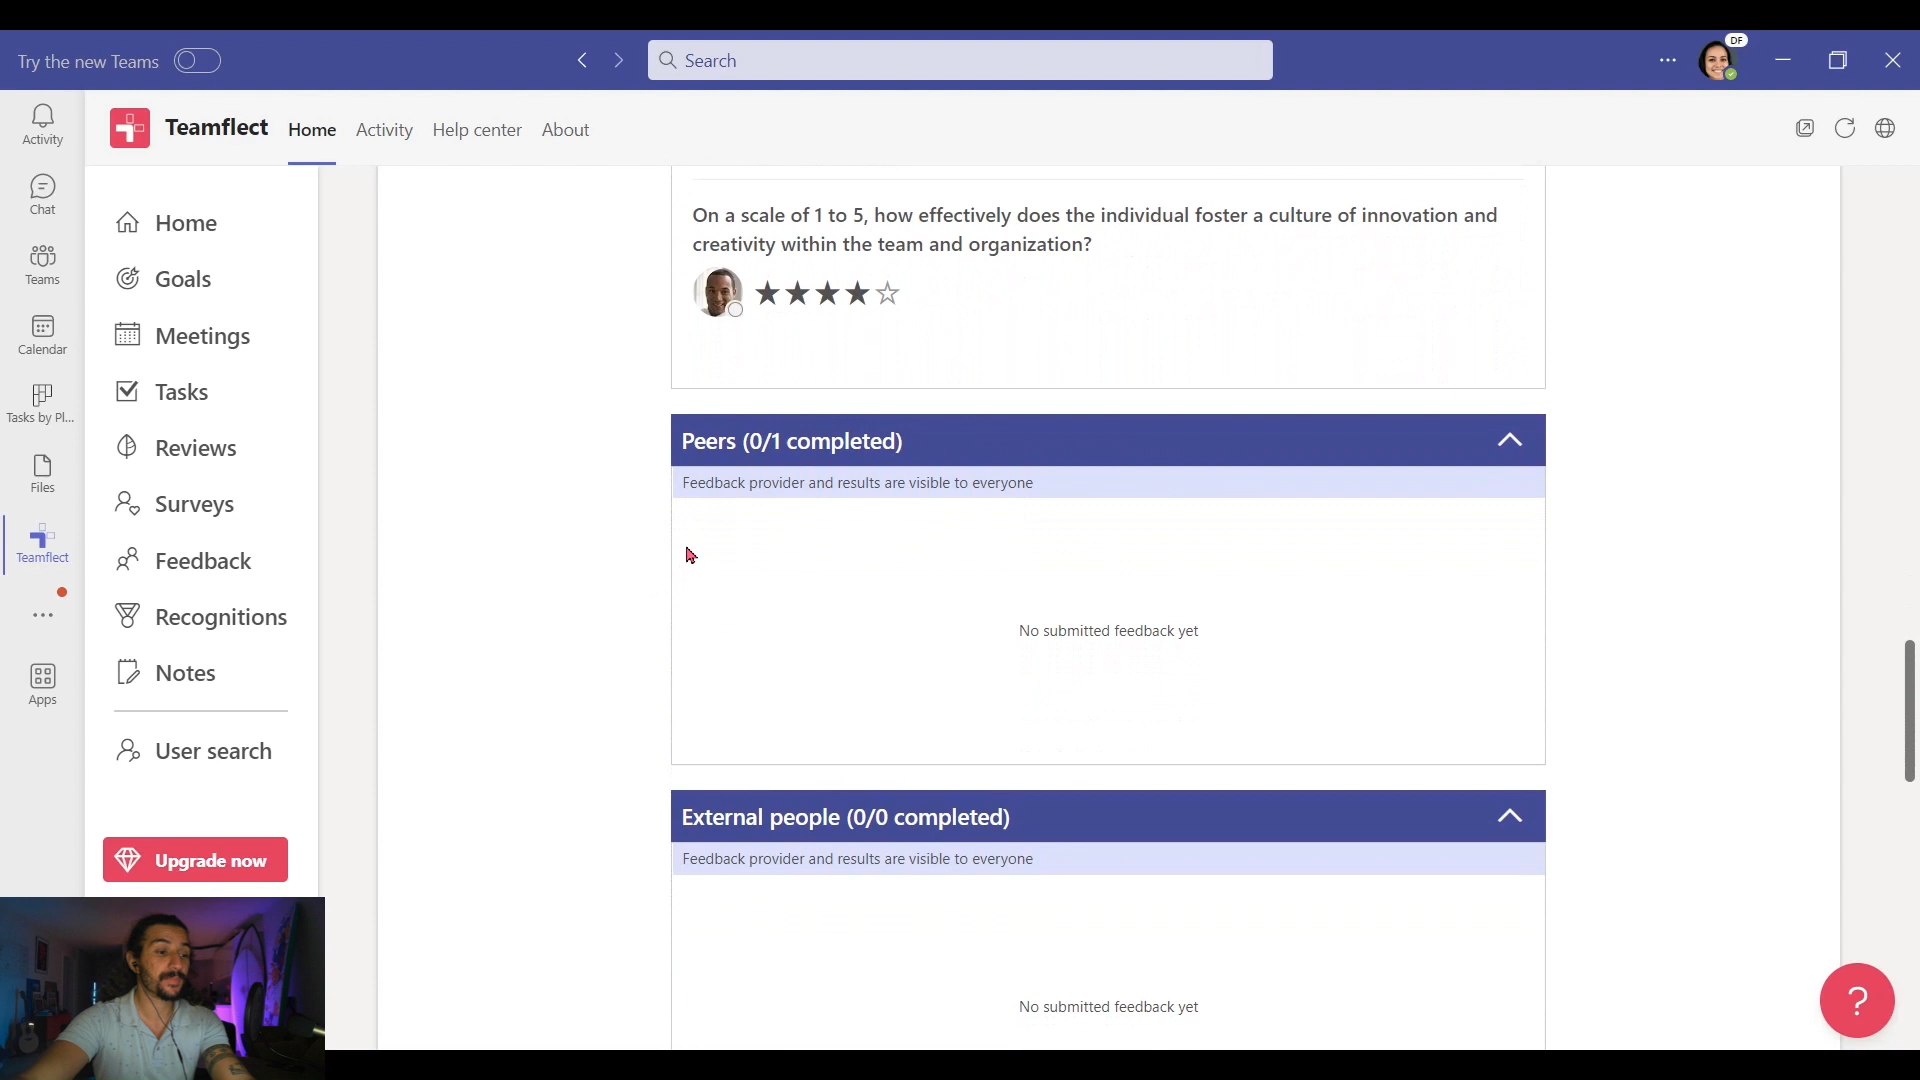 Try the new Teams
Search
DF
Activity
Chat
Teams
Calendar
Tasks by Pl...
Files
Teamflect
Apps
Teamflect
Home
Activity
Help center
About
Home
Goals
Meetings
Tasks
Reviews
Surveys
Feedback
Recognitions
Notes
User search
Upgrade now
On a scale of 1 to 5, how effectively does the individual foster a culture of innovation and
creativity within the team and organization?
Peers (0/1 completed)
Feedback provider and results are visible to everyone
No submitted feedback yet
External people (0/0 completed)
Feedback provider and results are visible to everyone
No submitted feedback yet
?